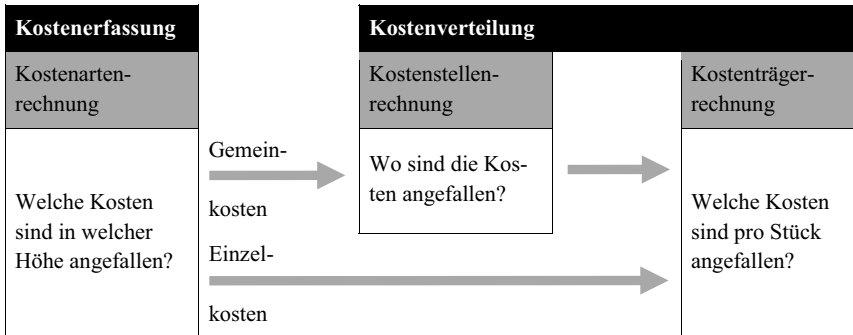 Kostenerfassung
Kostenverteilung
Kostenarten-
rechnung
Kostenstellen-
rechnung
Kostenträger-
rechnung
Welche Kosten
sind in welcher
Höhe angefallen?
Gemein-
kosten
Einzel-
kosten
Wo sind die Kos-
ten angefallen?
Welche Kosten
sind pro Stück
angefallen?